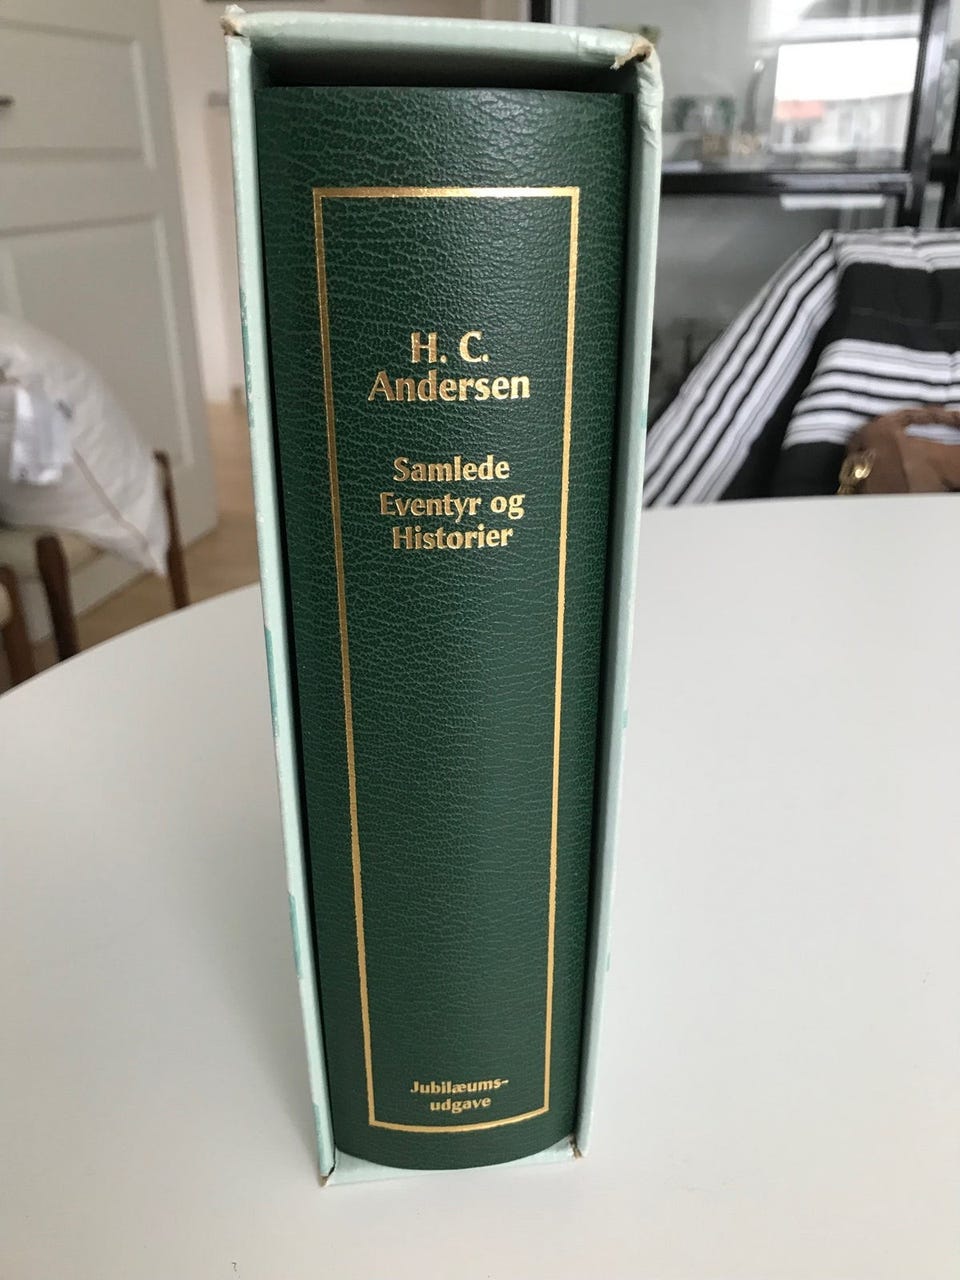 H. C.
Andersen
Samlede
Eventyr og
Historier
Jubilæums-
udgave